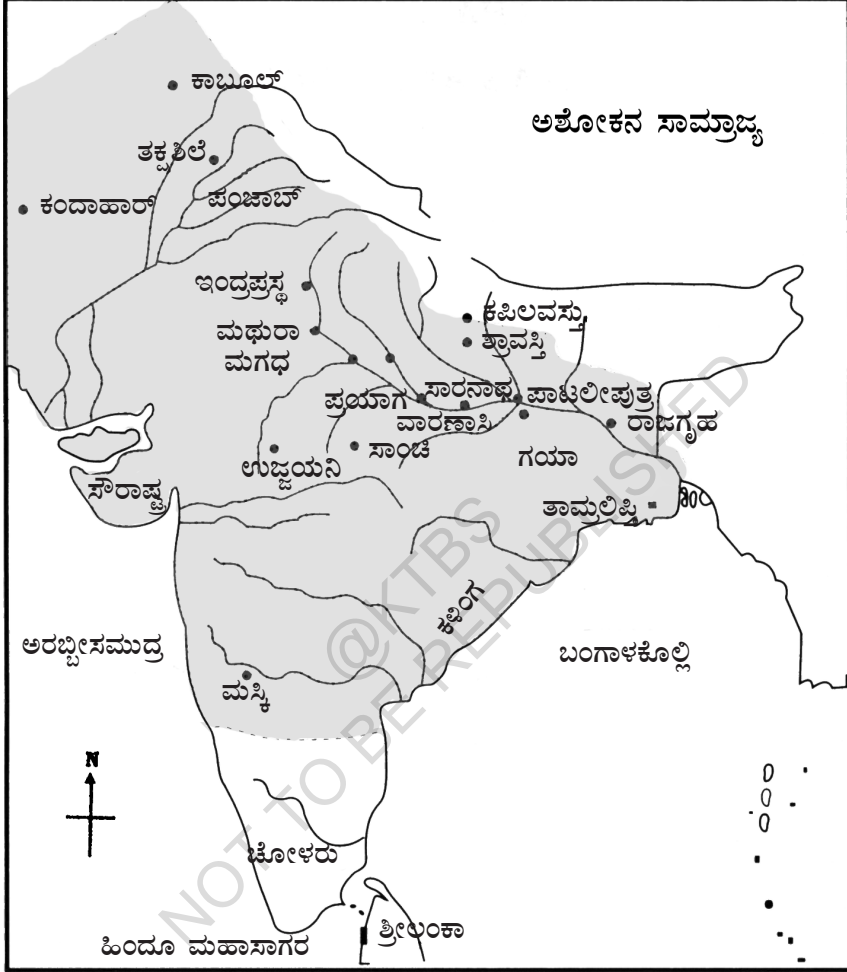 ಕಾಬೂಲ್
ಅಶೋಕನ ಸಾಮ್ರಾಜ್ಯ
ತಕ್ಷಶಿಲೆ
ಪಂಜಾಬ್
ಕಂದಾಹಾರ್
ಇಂದ್ರಪ್ರಸ್ಥ
ಕಪಿಲವಸ್ತು
ಮಥುರಾ
ಶ್ರಾವಸ್ತಿ
ಮಗಧ
ಸಾರನಾಥ
ಪಾಟಲೀಪುತ್ರ
ಪ್ರಯಾಗ
ವಾರಣಾಸಿ
ರಾಜಗೃಹ
ಸಾಂಚಿ
ಗಯಾ
ಉಜ್ಜಯನಿ
ಸೌರಾಷ್ಟ್ರ
ತಾಮ್ರಲಿಪ್ತಿ
ಕಳಿಂಗ
ಅರಬ್ಬೀಸಮುದ್ರ
ಬಂಗಾಳಕೊಲ್ಲಿ
ಮಸ್ಕಿ
N
ಚೋಳರು
ಶ್ರೀಲಂಕಾ
ಹಿಂದೂ ಮಹಾಸಾಗರ
@KTBS
NOT TO BE REPUBLISHED